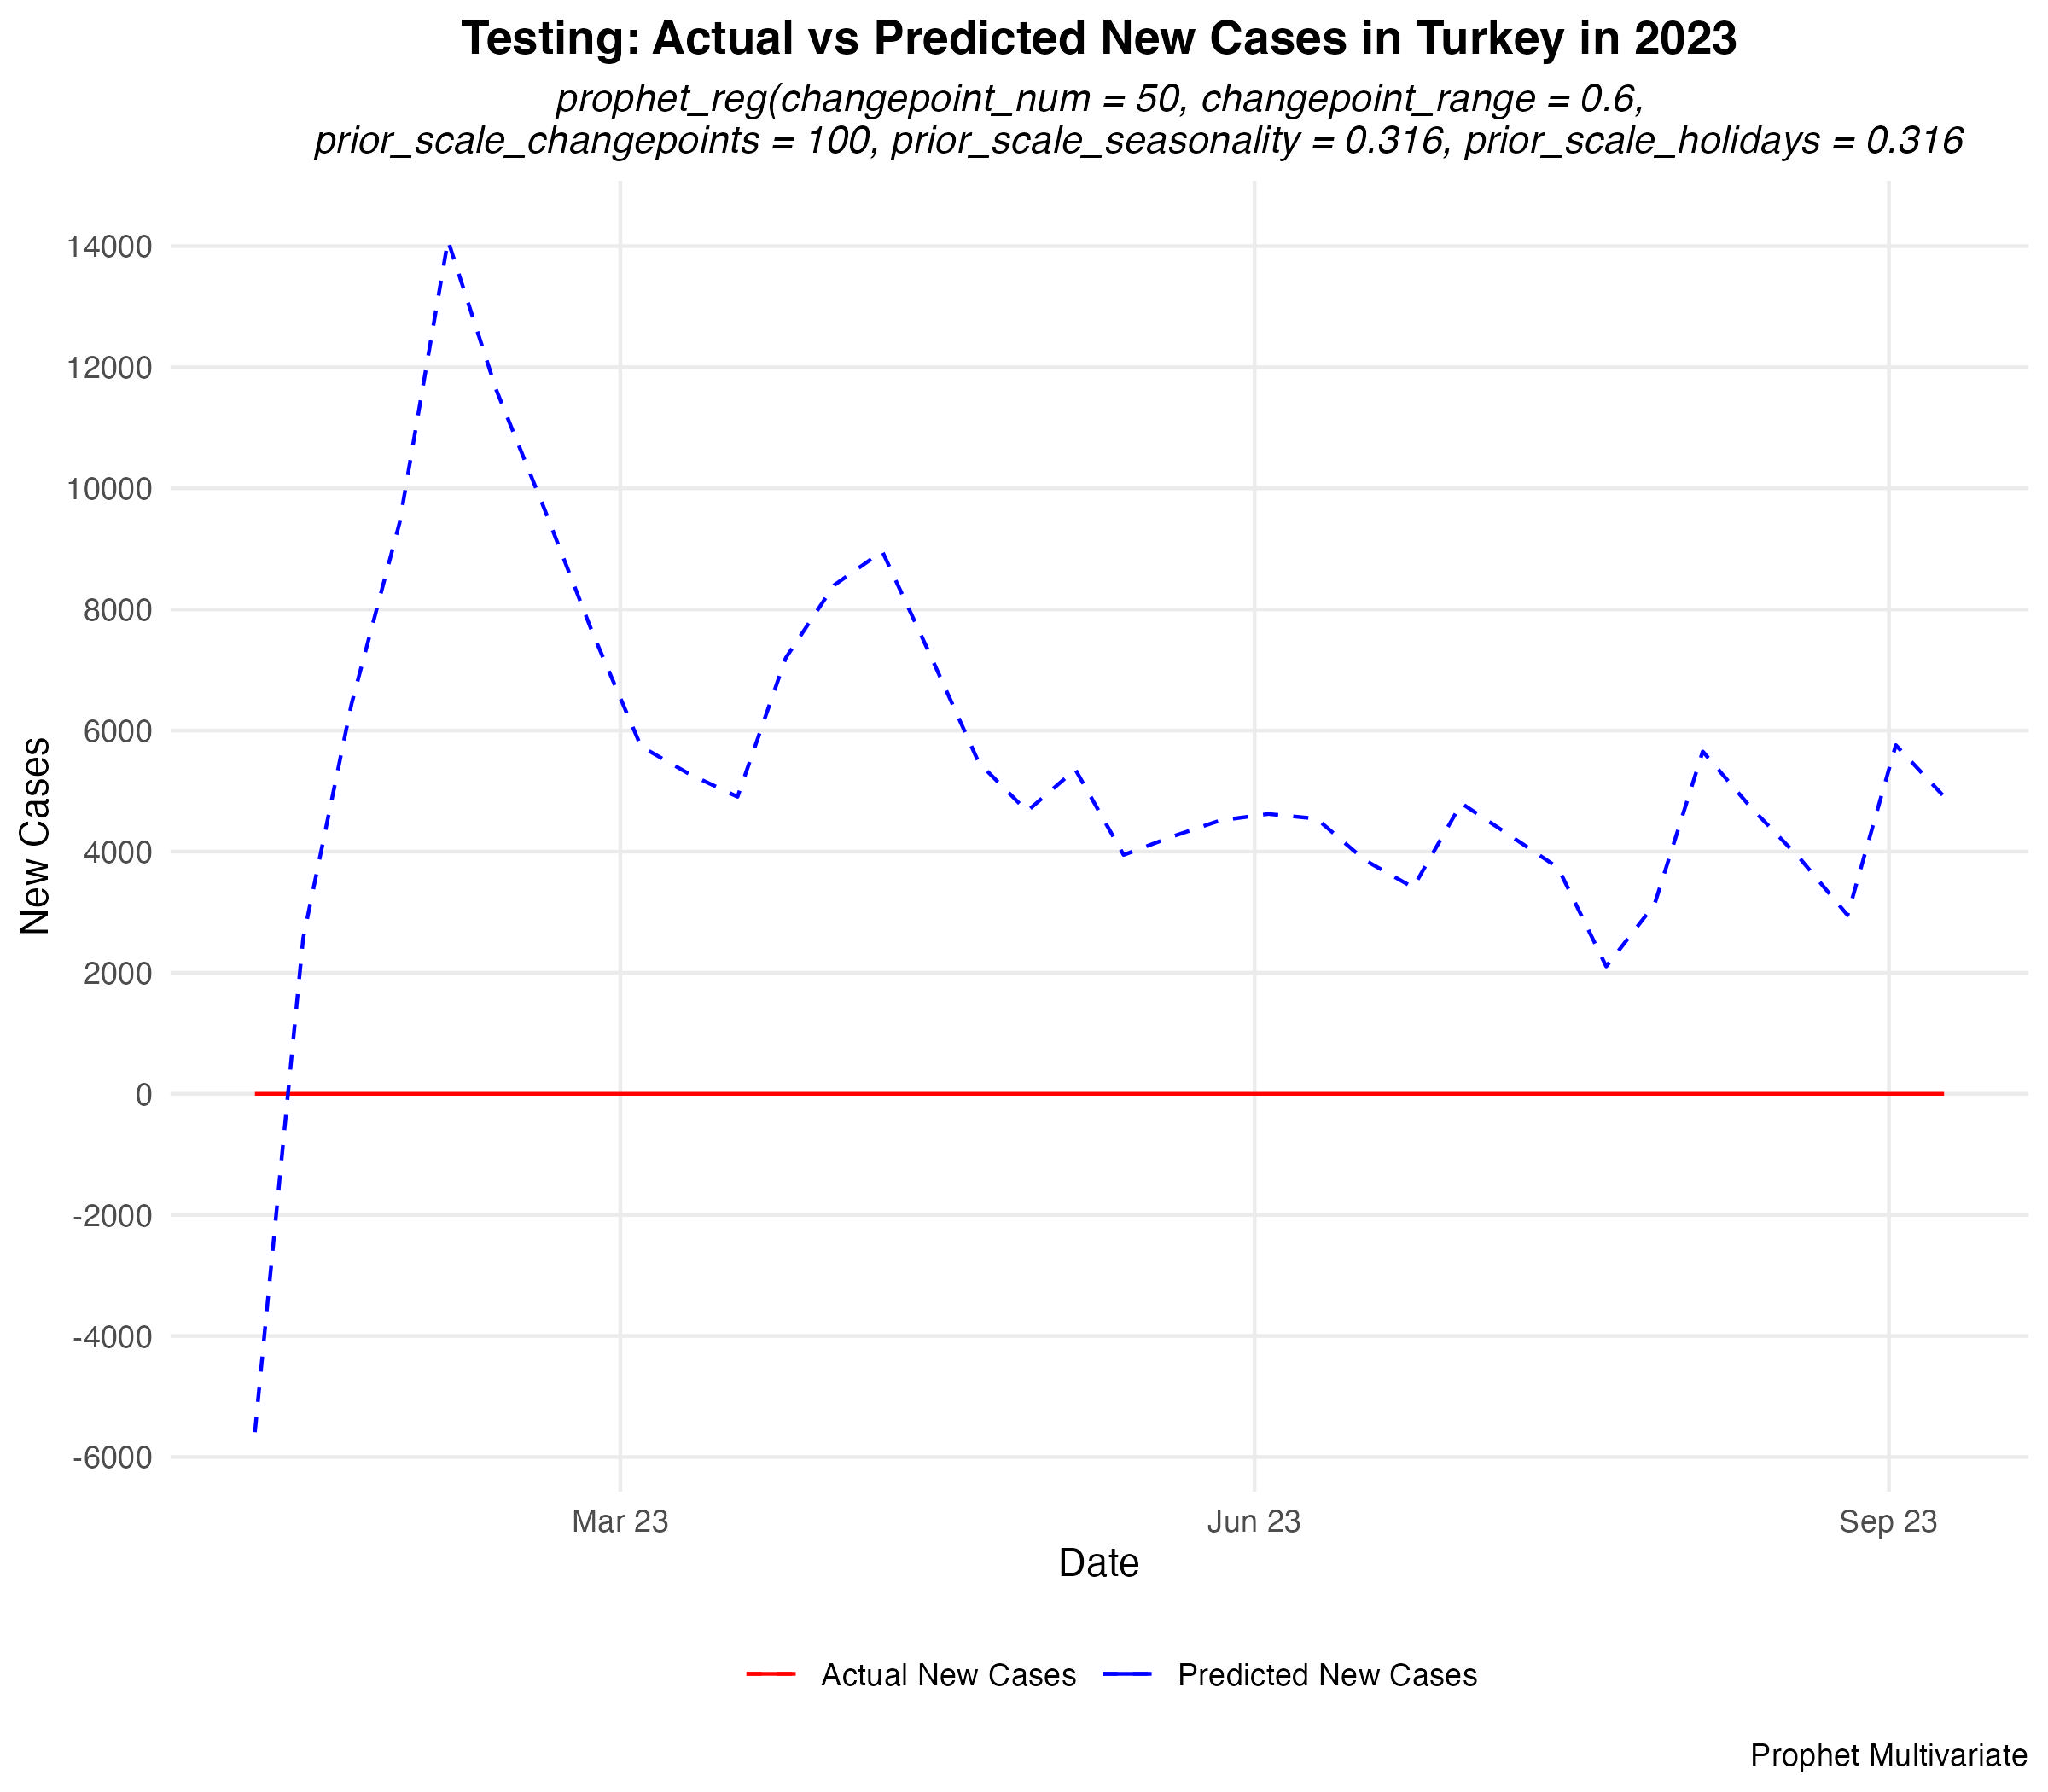 Testing: Actual vs Predicted New Cases in Turkey in 2023
prophet_reg(changepoint_num = 50, changepoint_range = 0.6,
prior_scale_changepoints = 100, prior_scale_seasonality = 0.316, prior_scale_holidays = 0.316
14000
12000
10000
8000
6000
4000
2000
0
-2000
-4000
-6000
New Cases
Mar 23
Jun 23
Sep 23
Date
Actual New Cases
Predicted New Cases
Prophet Multivariate